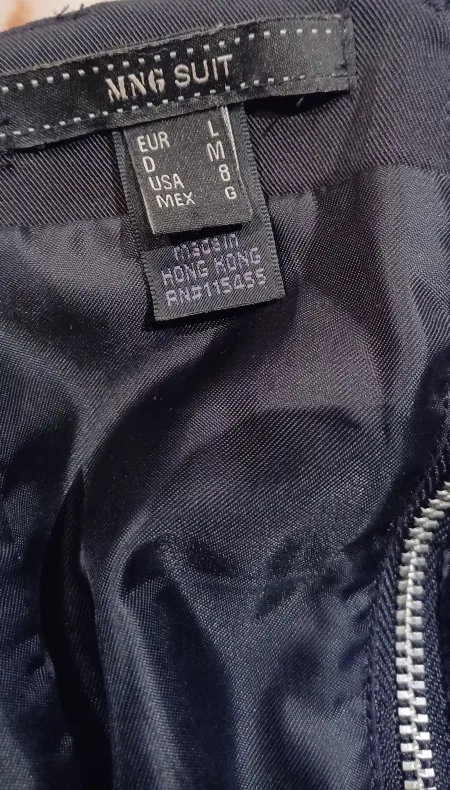 MNG SUIT
EUR L
D M
USA 8
MEX G
made in
HONG KONG
RN#115455